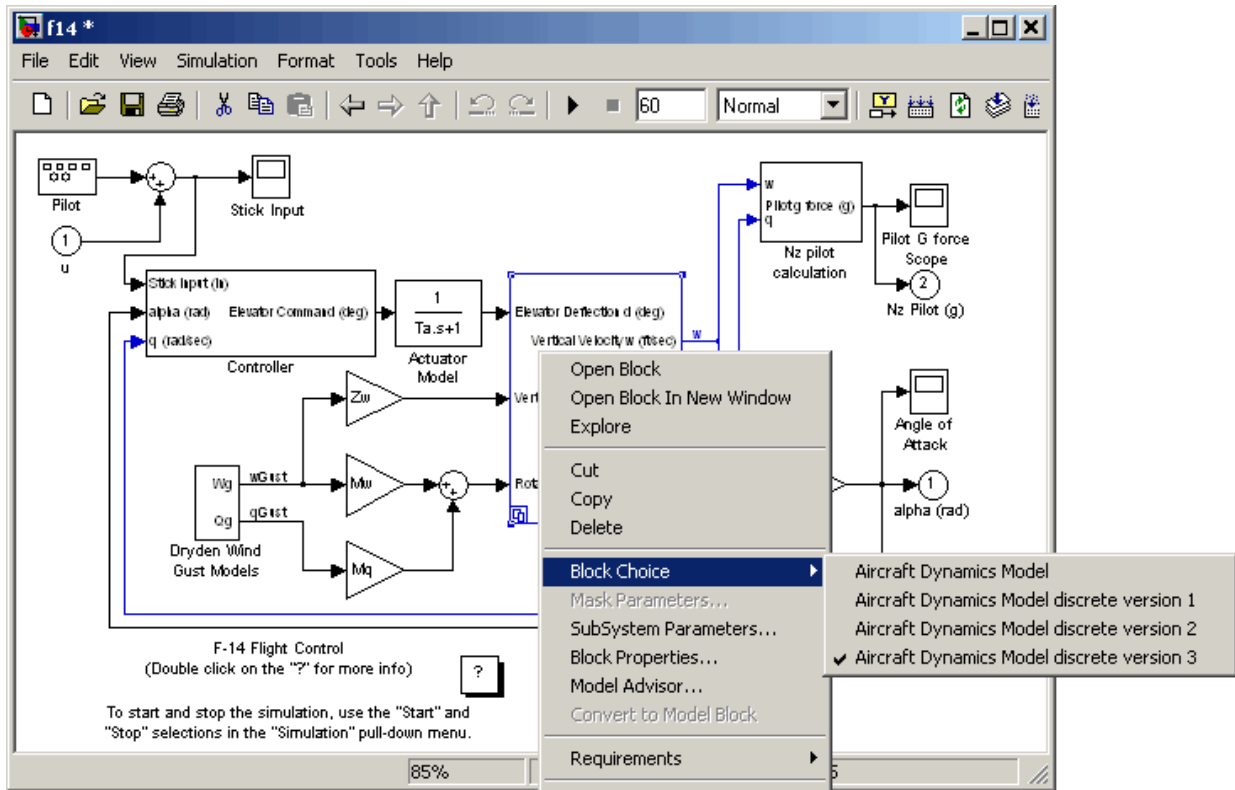 f14 *
File Edit View Simulation Format Tools Help
60 Normal
Pilot
Stick Input
1
u
w
Pilot g force (g)
q
Nz pilot
calculation
Pilot G force
Scope
2
Nz Pilot (g)
Stick Input (in)
alpha (rad) Elevator Command (deg)
q (rad/sec)
Controller
1
Ta.s+1
Actuator
Model
Elevator Deflection d (deg)
Vertical Velocity w (ft/sec)
w
Zw
Mw
Mq
Wg wGust
Qg qGust
Dryden Wind
Gust Models
Angle of
Attack
1
alpha (rad)
F-14 Flight Control
(Double click on the "?" for more info)
?
To start and stop the simulation, use the "Start" and
"Stop" selections in the "Simulation" pull-down menu.
Open Block
Open Block In New Window
Explore
Cut
Copy
Delete
Block Choice
Mask Parameters...
SubSystem Parameters...
Block Properties...
Model Advisor...
Convert to Model Block
Requirements
Aircraft Dynamics Model
Aircraft Dynamics Model discrete version 1
Aircraft Dynamics Model discrete version 2
Aircraft Dynamics Model discrete version 3
85%